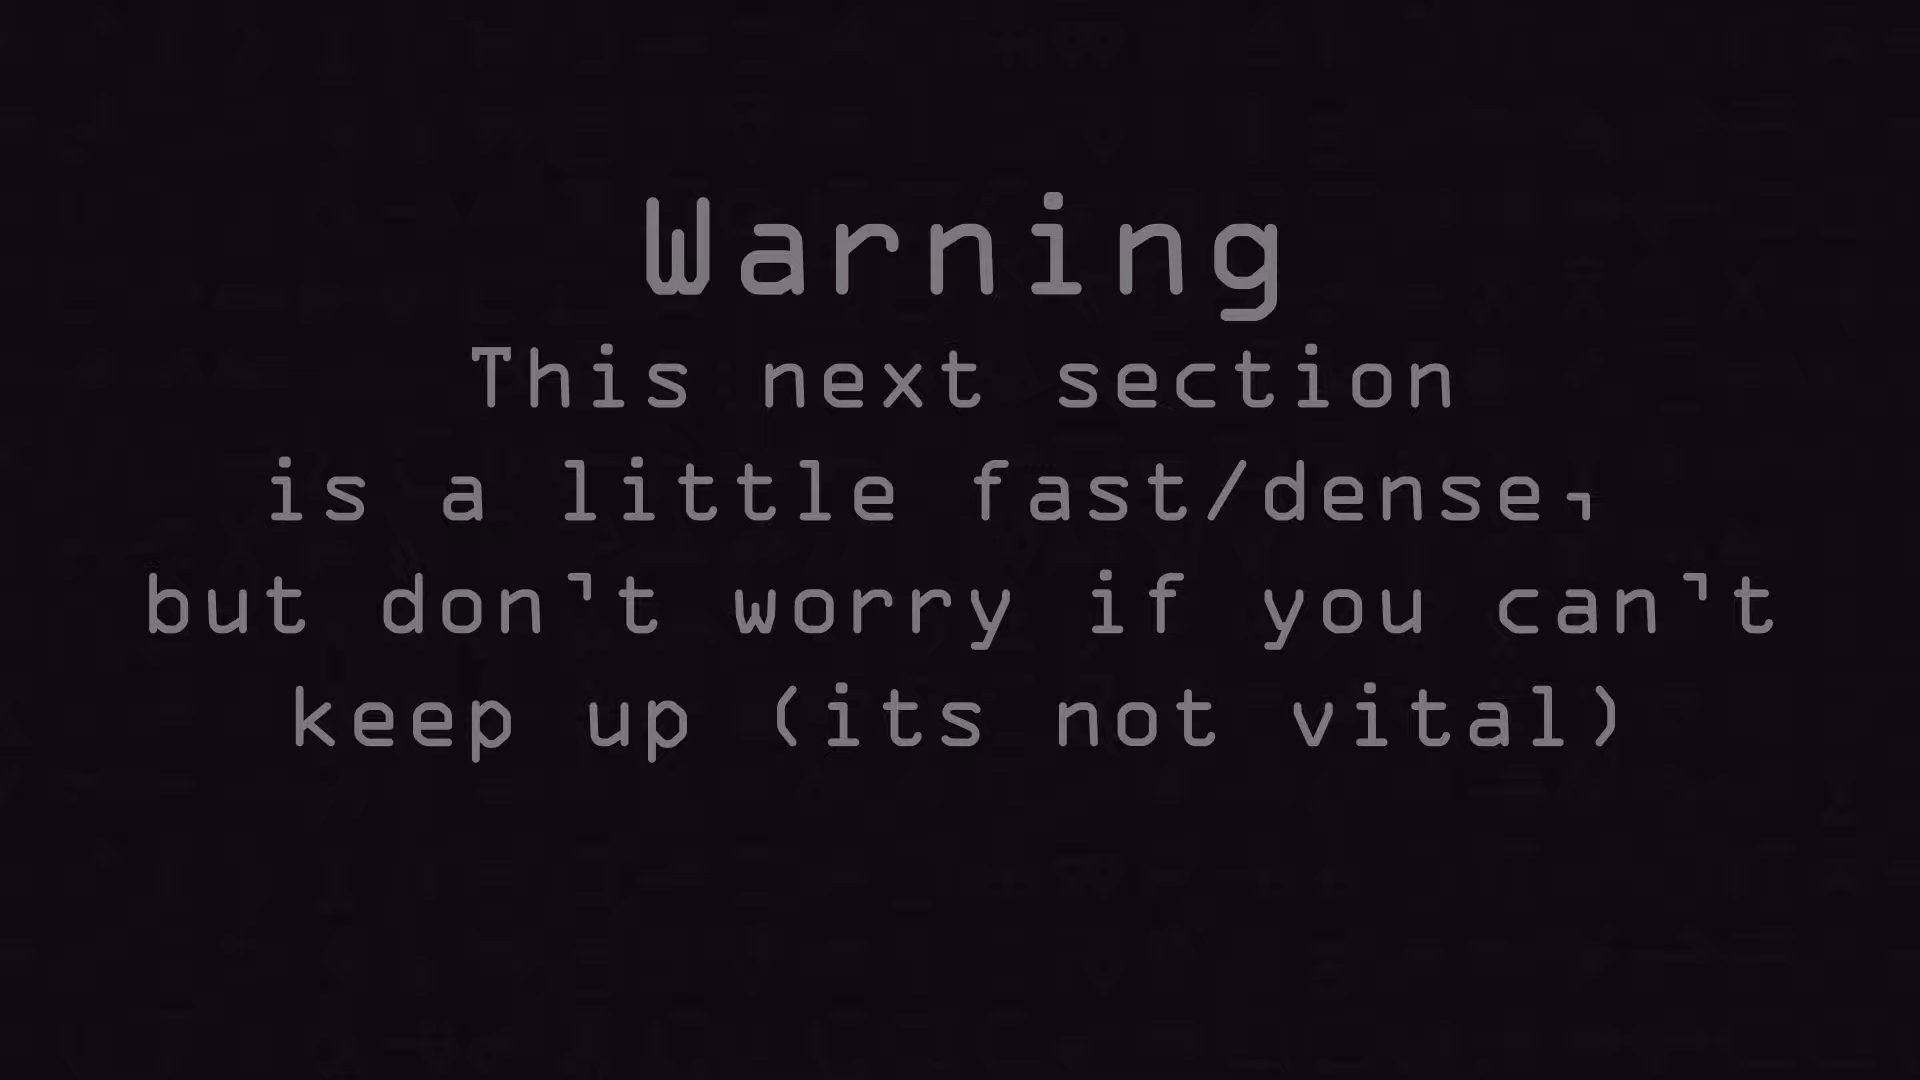 Warning
This next section
is a little fast/dense,
but don't worry if you can't
keep up (its not vital)